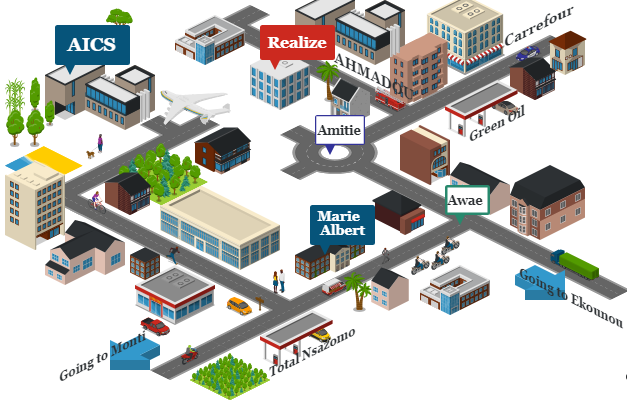 AICS
Realize
Carrefour
AHMADOU
Green Oil
Amitie
Awae
Marie
Albert
Going to Ekounou
Going to Monti
Total Nsazomo